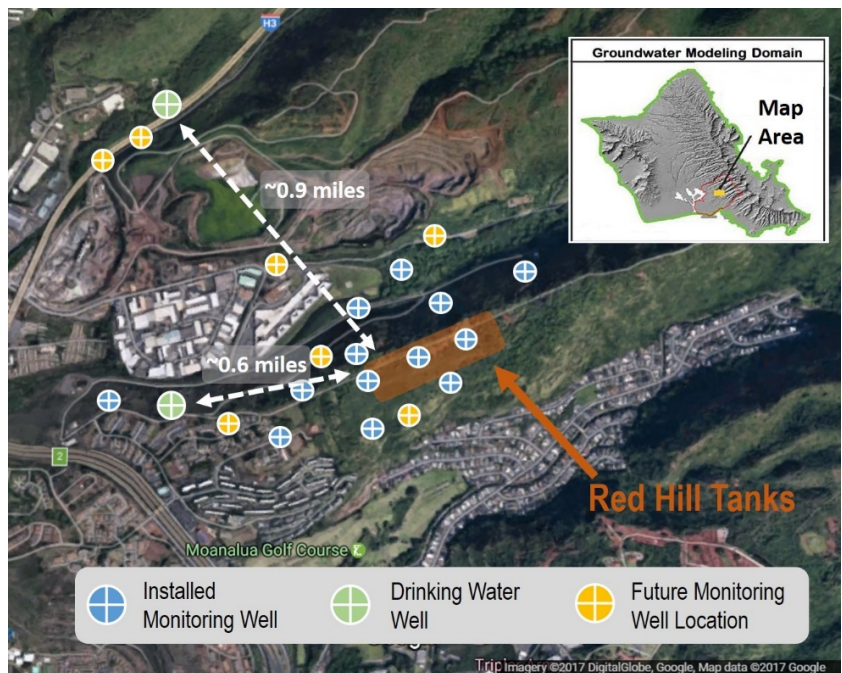 H3
Groundwater Modeling Domain
Map
Area
~0.9 miles
~0.6 miles
2
Red Hill Tanks
Moanalua Golf Course
Installed
Monitoring Well
Drinking Water
Well
Future Monitoring
Well Location
Imagery ©2017 DigitalGlobe, Google, Map data ©2017 Google